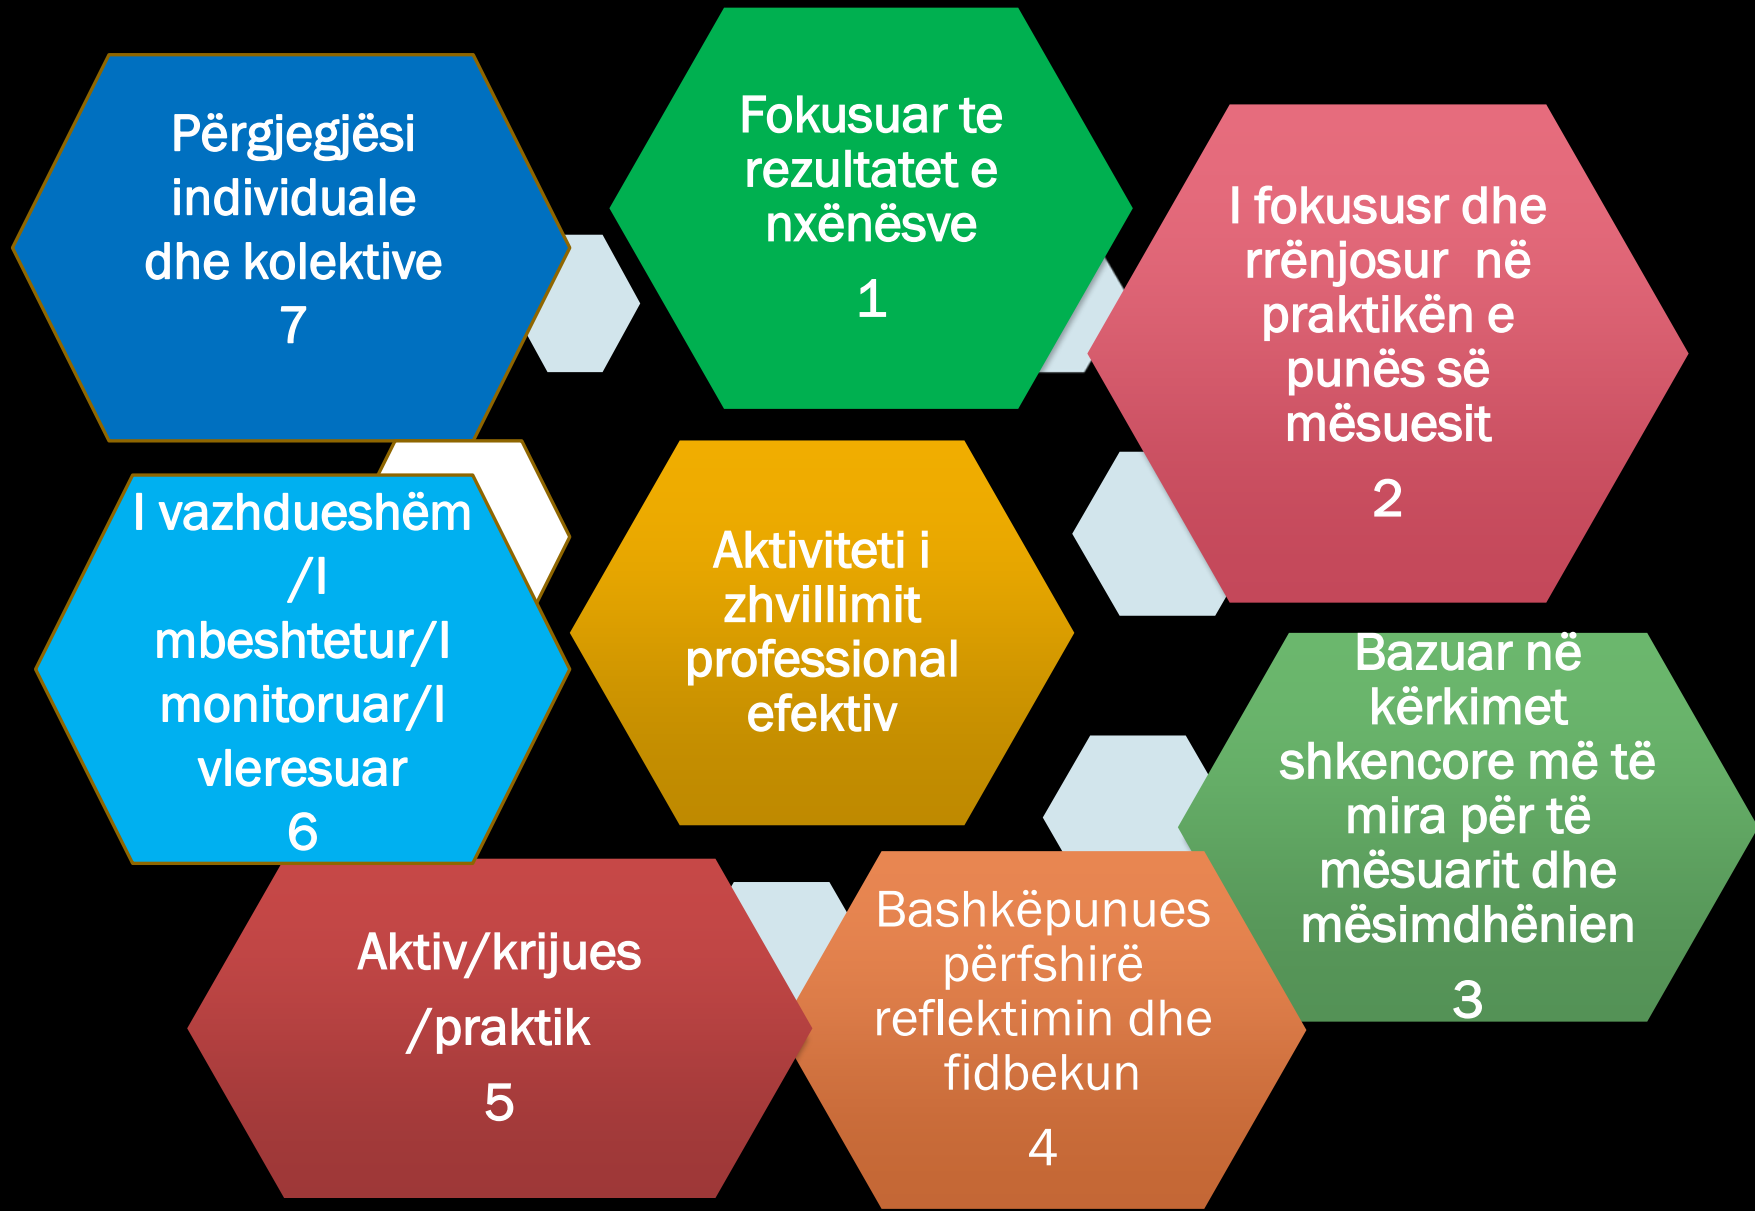 Përgjegjësi
individuale
dhe kolektive
7
Fokusuar te
rezultatet e
nxënësve
1
I fokususr dhe
rrënjosur në
praktikën e
punës së
mësuesit
2
I vazhdueshëm
/I
mbeshtetur/I
monitoruar/I
vleresuar
6
Aktiviteti i
zhvillimit
professional
efektiv
Bazuar në
kërkimet
shkencore më të
mira për të
mësuarit dhe
mësimdhënien
3
Aktiv/krijues
/praktik
5
Bashkëpunues
përfshirë
reflektimin dhe
fidbekun
4